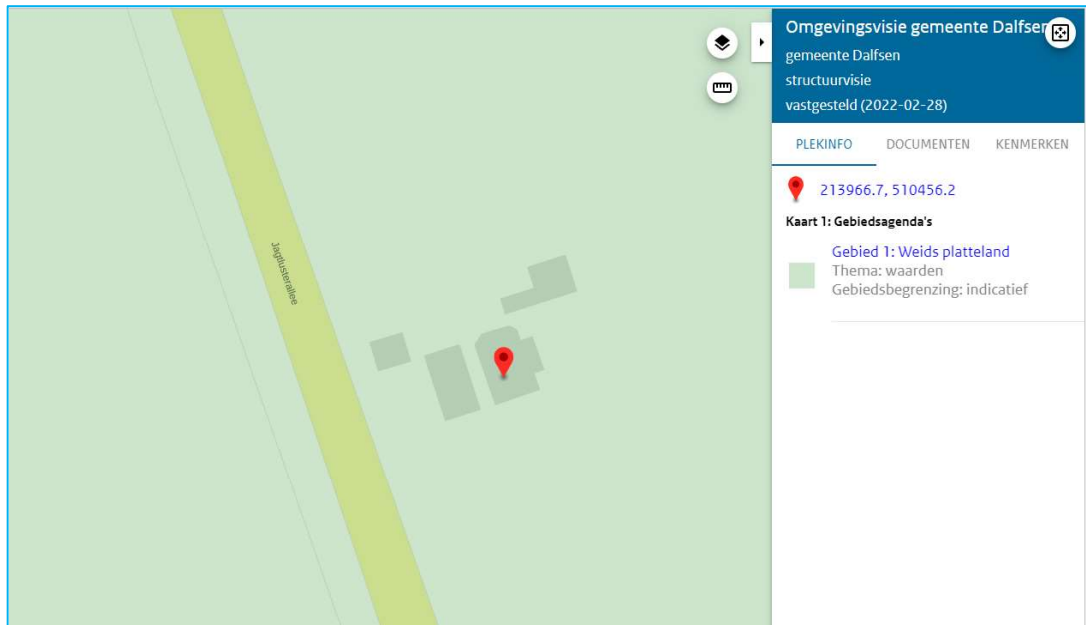 Jagtlusterallee
Omgevingsvisie gemeente Dalfsen
gemeente Dalfsen
structuurvisie
vastgesteld (2022-02-28)
PLEKINFO DOCUMENTEN KENMERKEN
213966.7, 510456.2
Kaart 1: Gebiedsagenda's
Gebied 1: Weids platteland
Thema: waarden
Gebiedsbegrenzing: indicatief